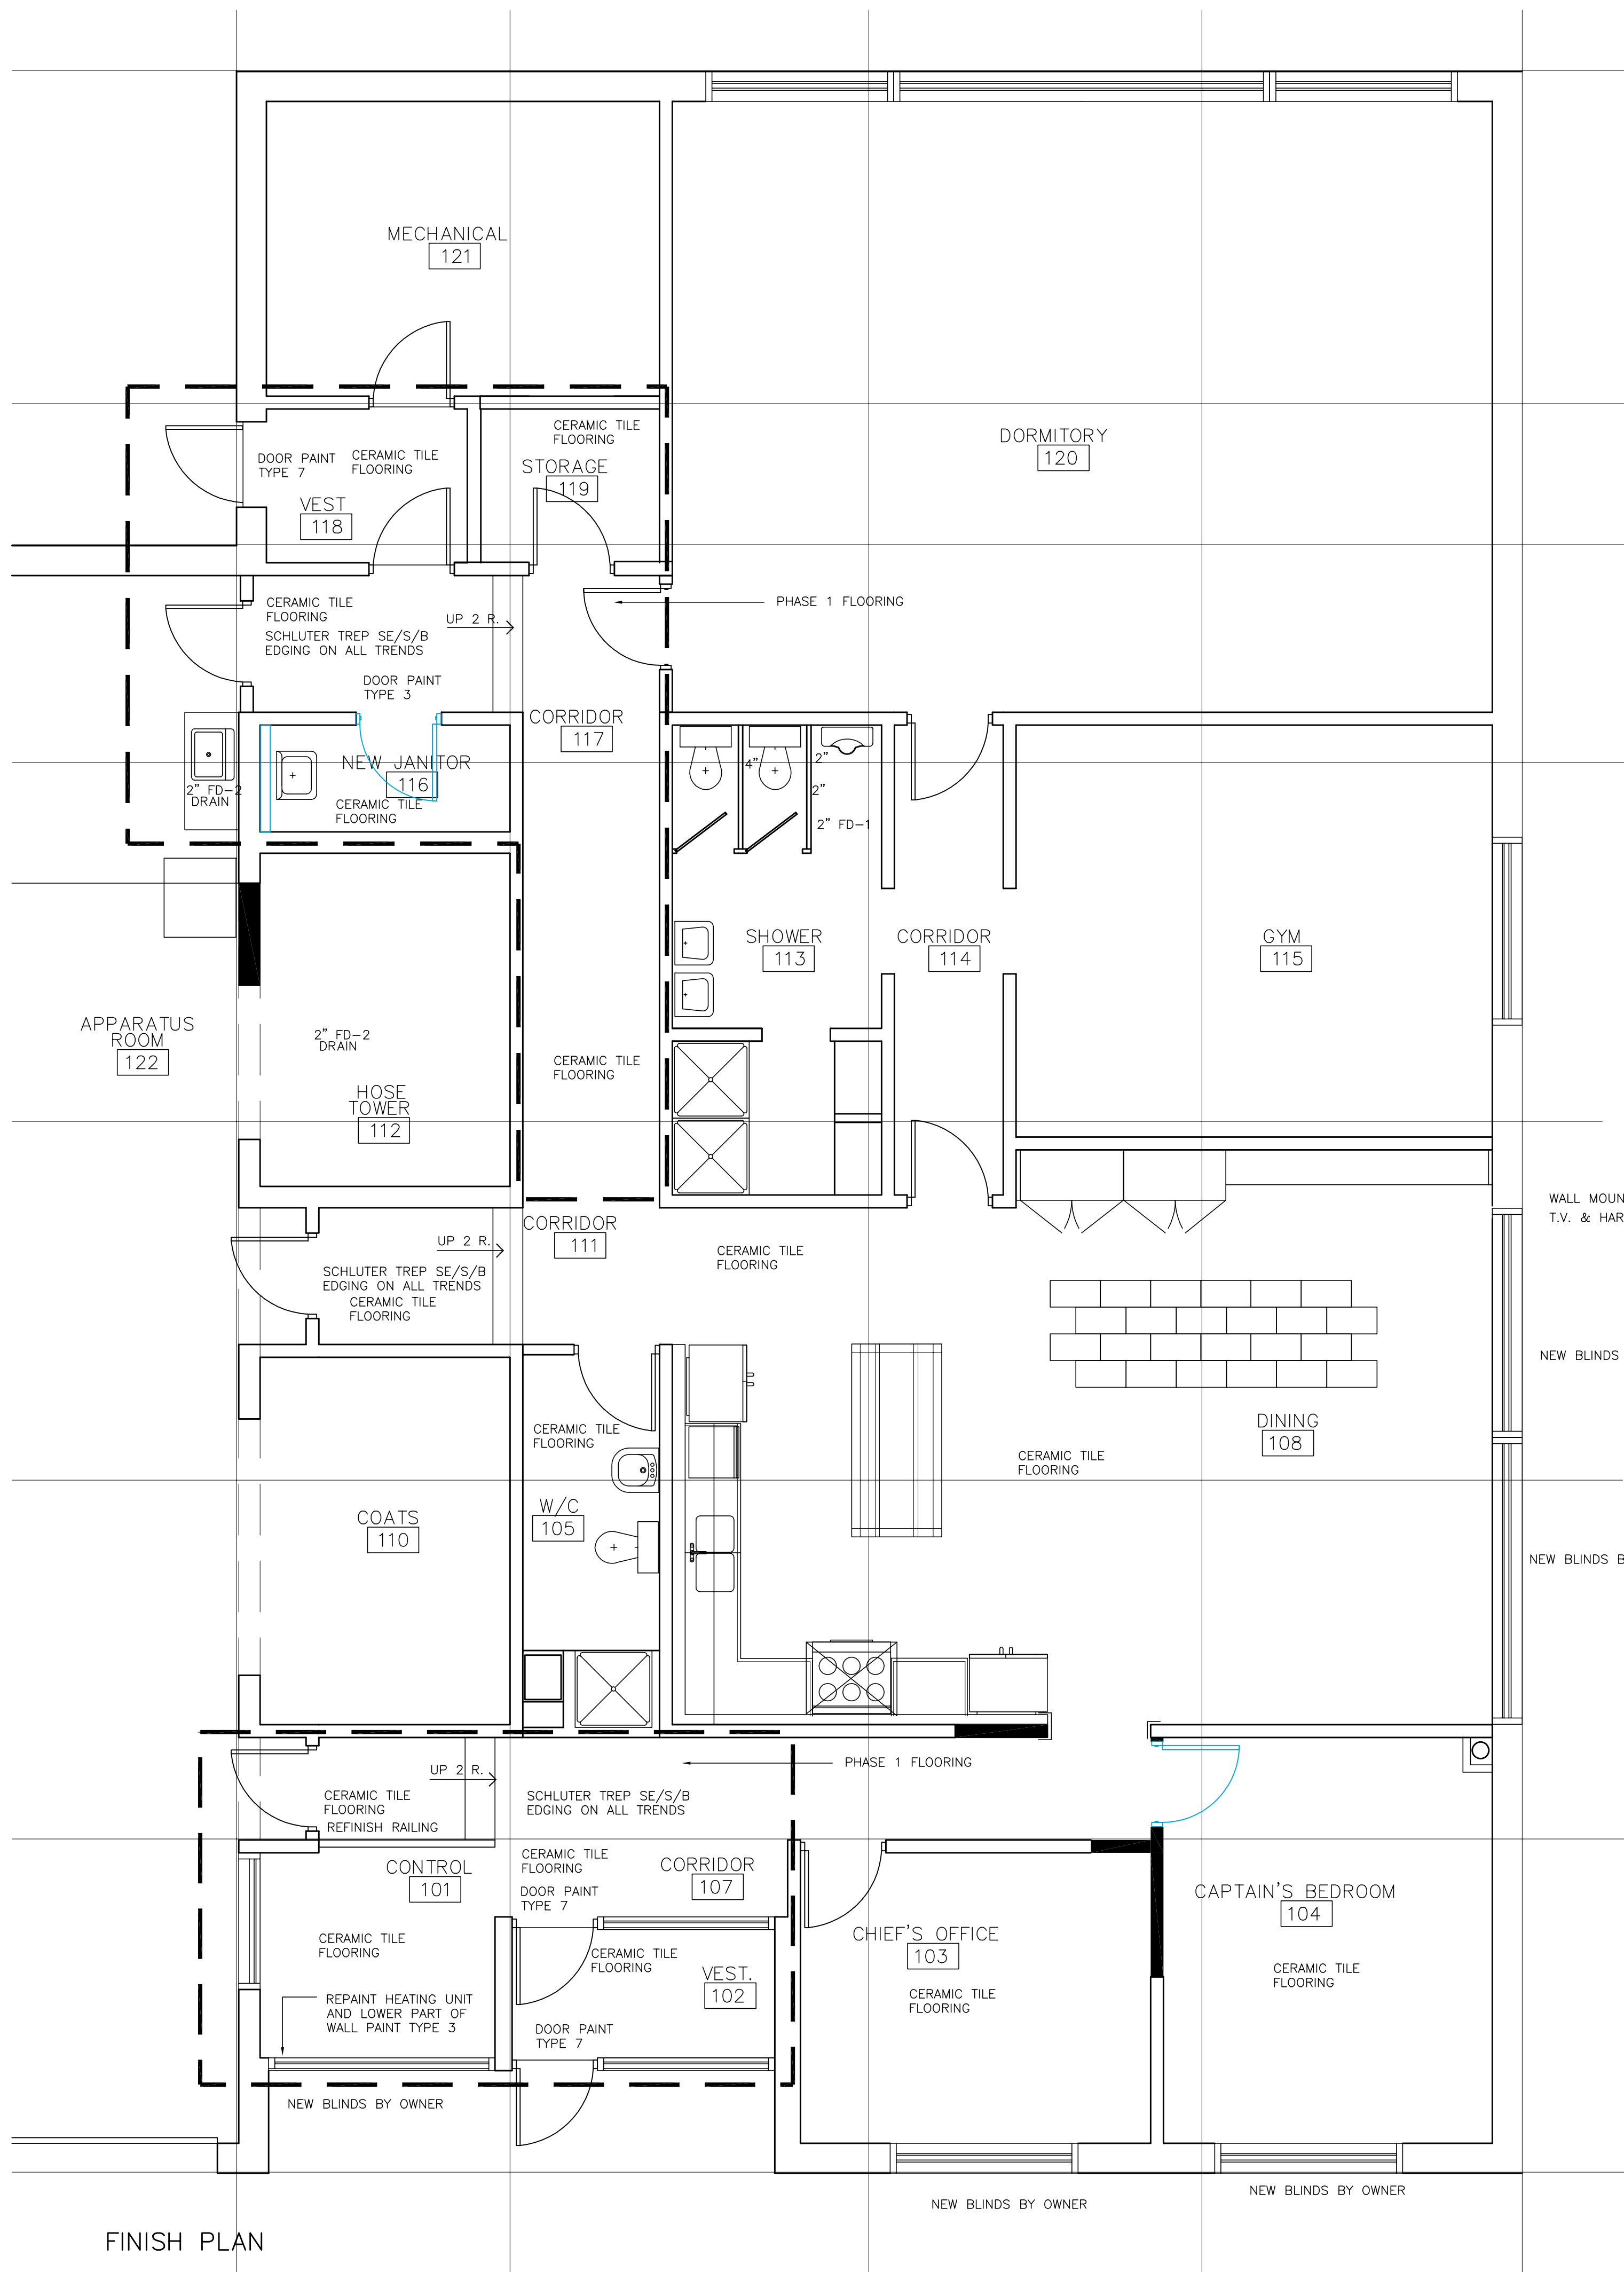 MECHANICAL
121
DORMITORY
120
CERAMIC TILE
FLOORING
STORAGE
119
DOOR PAINT
TYPE 7
CERAMIC TILE
FLOORING
VEST
118
CERAMIC TILE
FLOORING
SCHLUTER TREP SE/S/B
EDGING ON ALL TRENDS
UP 2 R.
PHASE 1 FLOORING
DOOR PAINT
TYPE 3
CORRIDOR
117
NEW JANITOR
116
CERAMIC TILE
FLOORING
2" FD-2
DRAIN
4"
2"
2"
2" FD-1
SHOWER
113
CORRIDOR
114
GYM
115
APPARATUS
ROOM
122
2" FD-2
DRAIN
HOSE
TOWER
112
CERAMIC TILE
FLOORING
WALL MOUN
T.V. & HAR
CORRIDOR
111
UP 2 R.
SCHLUTER TREP SE/S/B
EDGING ON ALL TRENDS
CERAMIC TILE
FLOORING
CERAMIC TILE
FLOORING
NEW BLINDS
DINING
108
CERAMIC TILE
FLOORING
CERAMIC TILE
FLOORING
W/C
105
COATS
110
NEW BLINDS B
UP 2 R.
PHASE 1 FLOORING
CERAMIC TILE
FLOORING
REFINISH RAILING
SCHLUTER TREP SE/S/B
EDGING ON ALL TRENDS
CONTROL
101
CERAMIC TILE
FLOORING
DOOR PAINT
TYPE 7
CORRIDOR
107
CAPTAIN'S BEDROOM
104
CHIEF'S OFFICE
103
CERAMIC TILE
FLOORING
CERAMIC TILE
FLOORING
VEST.
102
CERAMIC TILE
FLOORING
CERAMIC TILE
FLOORING
REPAINT HEATING UNIT
AND LOWER PART OF
WALL PAINT TYPE 3
DOOR PAINT
TYPE 7
NEW BLINDS BY OWNER
NEW BLINDS BY OWNER
NEW BLINDS BY OWNER
FINISH PLAN